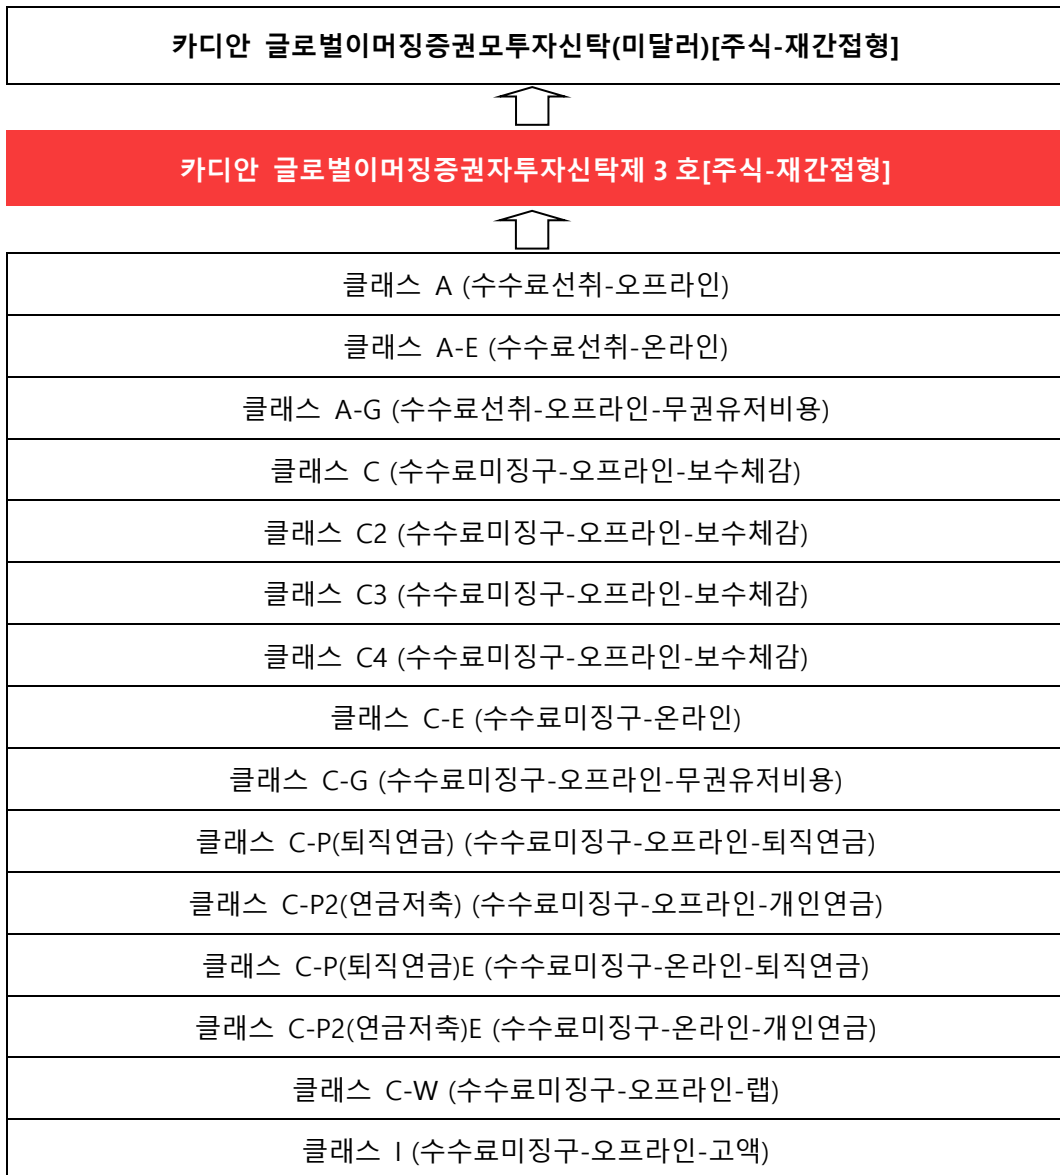 카디안 글로벌이머징증권모투자신탁(미달러)[주식-재간접형]
카디안 글로벌이머징증권자투자신탁제 3 호[주식-재간접형]
클래스 A (수수료선취-오프라인)
클래스 A-E (수수료선취-온라인)
클래스 A-G (수수료선취-오프라인-무권유저비용)
클래스 C (수수료미징구-오프라인-보수체감)
클래스 C2 (수수료미징구-오프라인-보수체감)
클래스 C3 (수수료미징구-오프라인-보수체감)
클래스 C4 (수수료미징구-오프라인-보수체감)
클래스 C-E (수수료미징구-온라인)
클래스 C-G (수수료미징구-오프라인-무권유저비용)
클래스 C-P(퇴직연금) (수수료미징구-오프라인-퇴직연금)
클래스 C-P2(연금저축) (수수료미징구-오프라인-개인연금)
클래스 C-P(퇴직연금)E (수수료미징구-온라인-퇴직연금)
클래스 C-P2(연금저축)E (수수료미징구-온라인-개인연금)
클래스 C-W (수수료미징구-오프라인-랩)
클래스 I (수수료미징구-오프라인-고액)